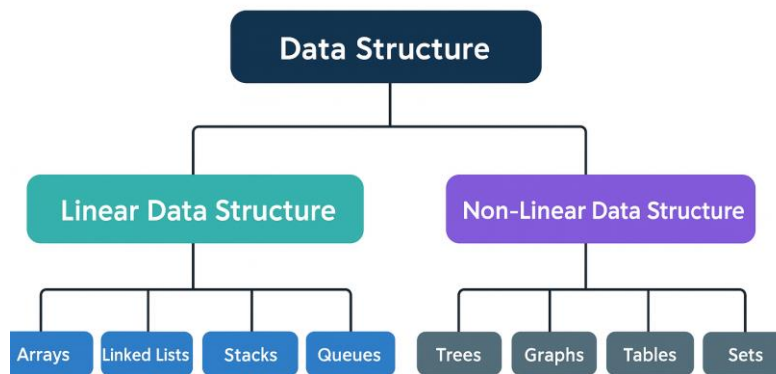 Data Structure
Linear Data Structure
Non-Linear Data Structure
Arrays
Linked Lists
Stacks
Queues
Trees
Graphs
Tables
Sets